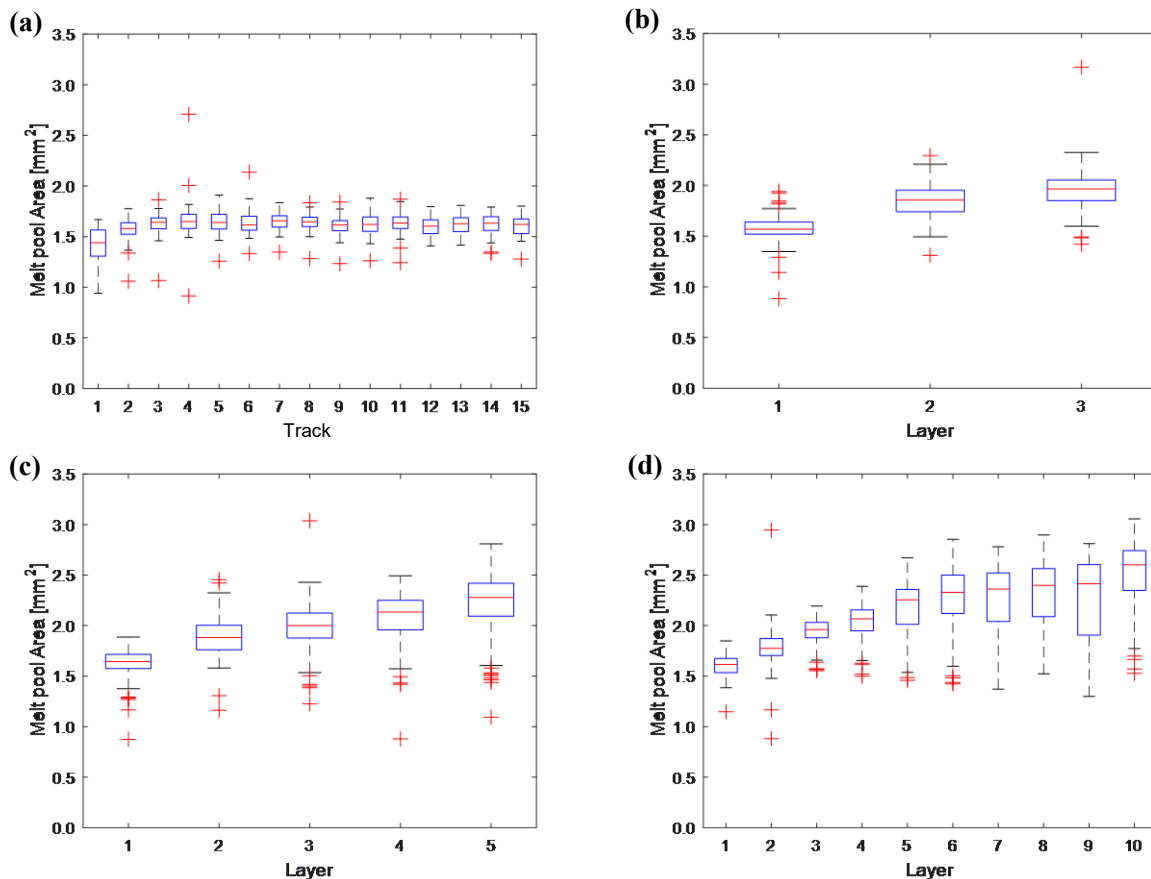 (a)
3.5
3.0
2.5
2.0
1.5
1.0
0.5
0.0
Melt pool Area [mm²]
1 2 3 4 5 6 7 8 9 10 11 12 13 14 15
Track
(b)
3.5
3.0
2.5
2.0
1.5
1.0
0.5
0.0
Melt pool Area [mm²]
1 2 3
Layer
(c)
3.5
3.0
2.5
2.0
1.5
1.0
0.5
0.0
Melt pool Area [mm²]
1 2 3 4 5
Layer
(d)
3.5
3.0
2.5
2.0
1.5
1.0
0.5
0.0
Melt pool Area [mm²]
1 2 3 4 5 6 7 8 9 10
Layer